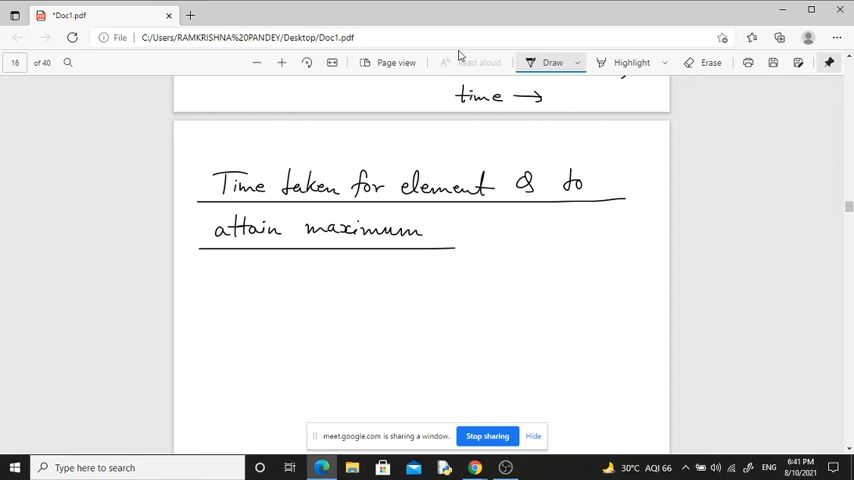 *Doc1.pdf
File C:/Users/RAMKRISHNA%20PANDEY/Desktop/Doc1.pdf
16 of 40 Page view Read aloud Draw Highlight Erase
time →
Time taken for element to
attain maximum
meet.google.com is sharing a window. Stop sharing Hide
Type here to search
30°C AQI 66 ENG 6:41 PM
8/10/2021